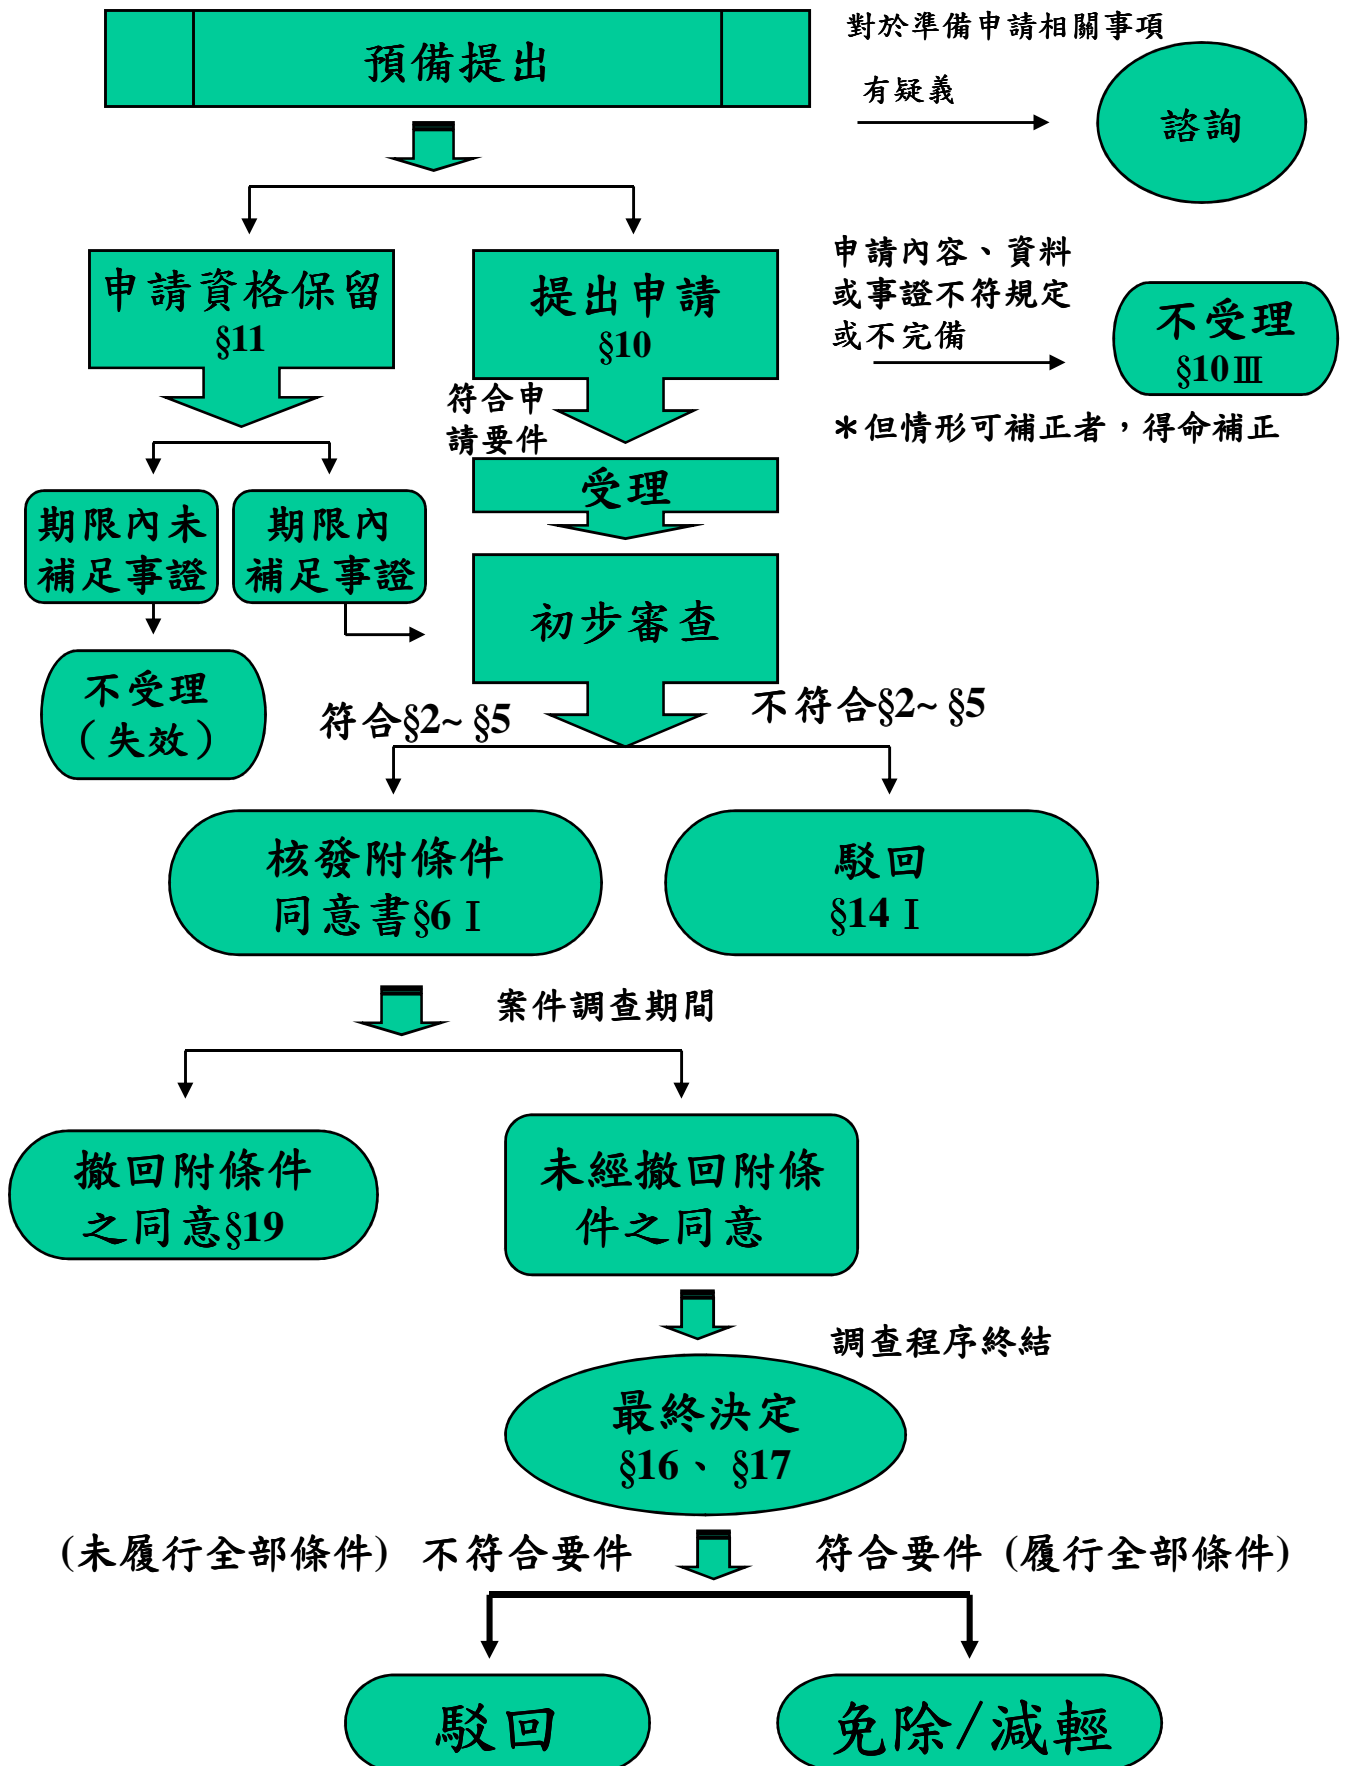 預備提出
對於準備申請相關事項
有疑義
諮詢
申請資格保留
§11
提出申請
§10
申請內容、資料
或事證不符規定
或不完備
不受理
§10Ⅲ
＊但情形可補正者，得命補正
符合申
請要件
受理
期限內未
補足事證
期限內
補足事證
初步審查
不受理
（失效）
符合§2~ §5
不符合§2~ §5
核發附條件
同意書§6Ⅰ
駁回
§14Ⅰ
案件調查期間
撤回附條件
之同意§19
未經撤回附條
件之同意
調查程序終結
最終決定
§16、§17
(未履行全部條件) 不符合要件
符合要件 (履行全部條件)
駁回
免除/減輕